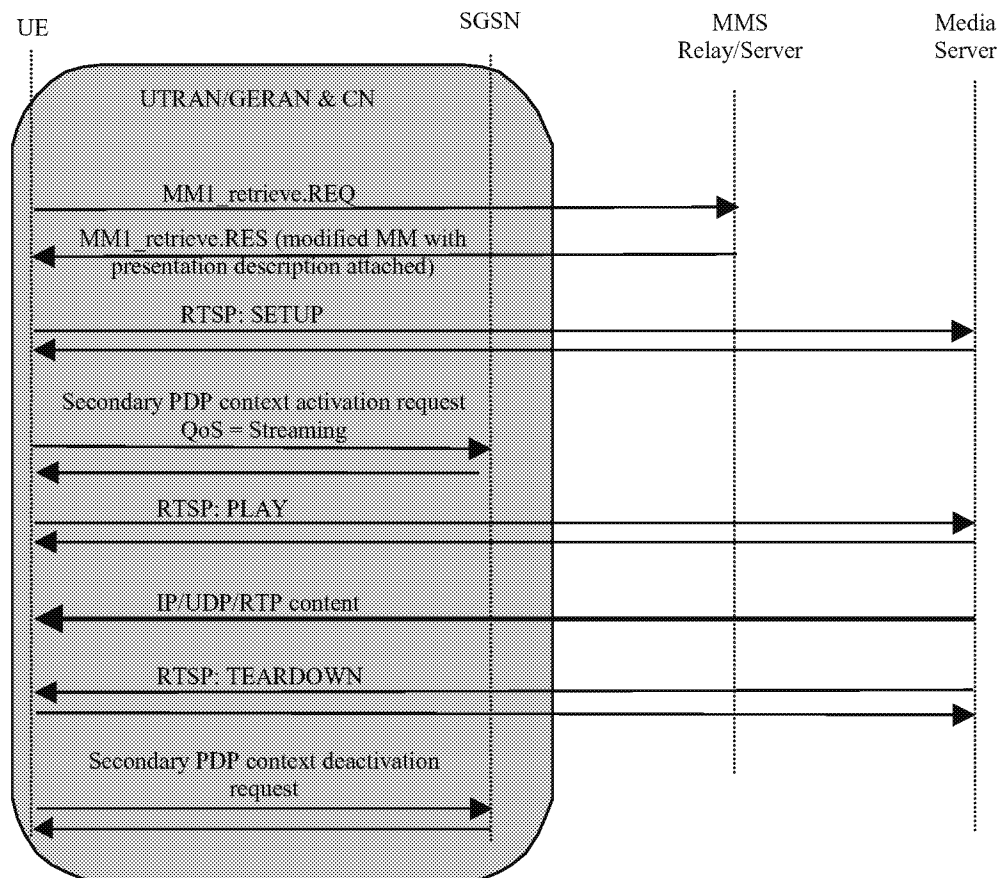 UE
SGSN
MMS
Relay/Server
Media
Server
UTRAN/GERAN & CN
MM1_retrieve.REQ
MM1_retrieve.RES (modified MM with
presentation description attached)
RTSP: SETUP
Secondary PDP context activation request
QoS = Streaming
RTSP: PLAY
IP/UDP/RTP content
RTSP: TEARDOWN
Secondary PDP context deactivation
request